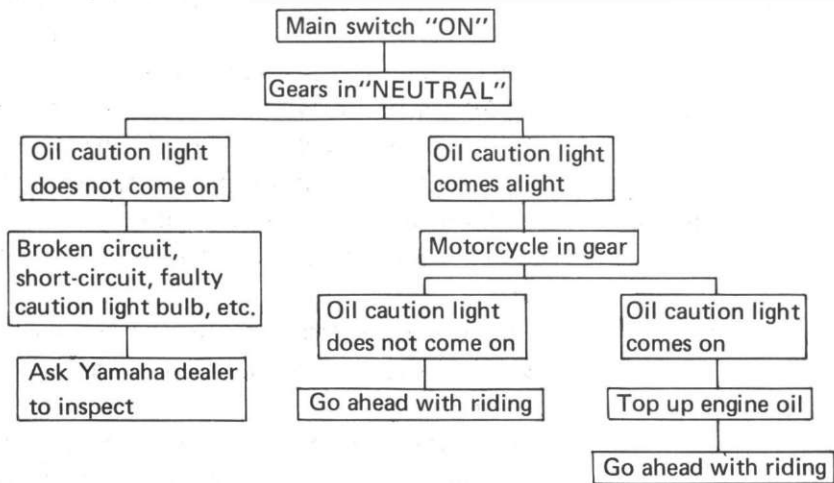 Main switch "ON"
Gears in"NEUTRAL"
Oil caution light
does not come on
Broken circuit,
short-circuit, faulty
caution light bulb, etc.
Ask Yamaha dealer
to inspect
Oil caution light
comes alight
Motorcycle in gear
Oil caution light
does not come on
Go ahead with riding
Oil caution light
comes on
Top up engine oil
Go ahead with riding